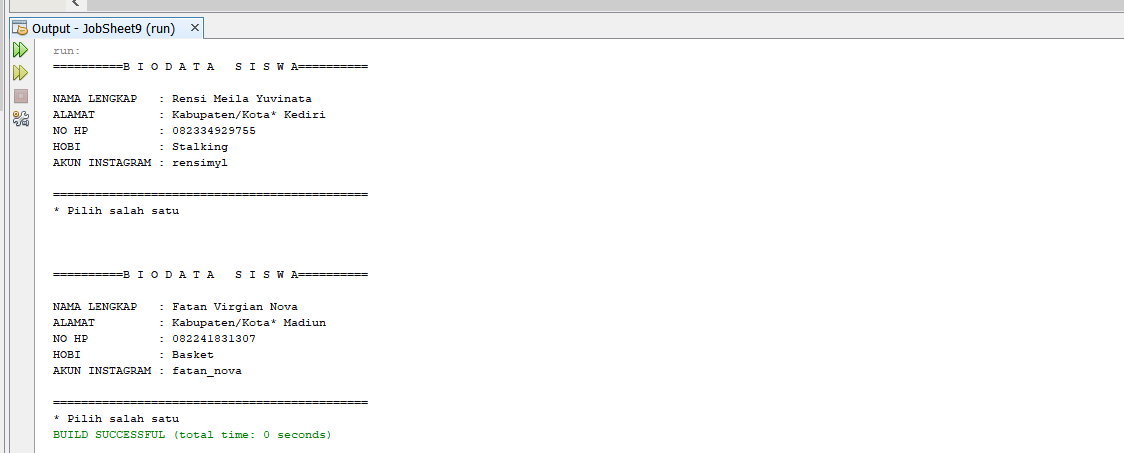 Output - JobSheet9 (run)
run:
==========B I O D A T A   S I S W A==========
NAMA LENGKAP   : Rensi Meila Yuvinata
ALAMAT         : Kabupaten/Kota* Kediri
NO HP          : 082334929755
HOBI           : Stalking
AKUN INSTAGRAM : rensimyl
=============================================
* Pilih salah satu
==========B I O D A T A   S I S W A==========
NAMA LENGKAP   : Fatan Virgian Nova
ALAMAT         : Kabupaten/Kota* Madiun
NO HP          : 082241831307
HOBI           : Basket
AKUN INSTAGRAM : fatan_nova
=============================================
* Pilih salah satu
BUILD SUCCESSFUL (total time: 0 seconds)